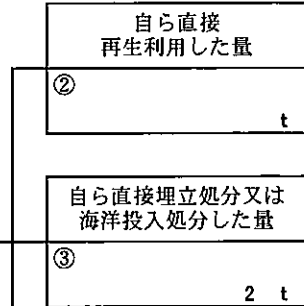 自ら直接
再生利用した量
②
t
自ら直接埋立処分又は
海洋投入処分した量
③
2 t